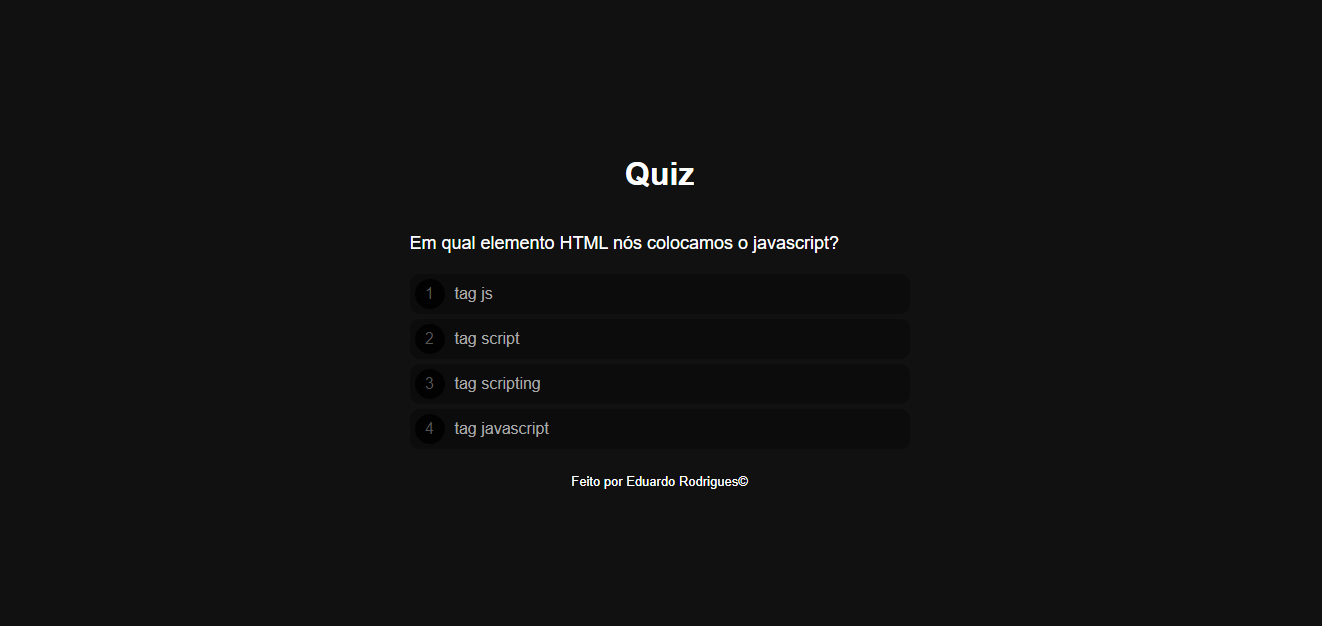 Quiz
Em qual elemento HTML nós colocamos o javascript?
1 tag js
2 tag script
3 tag scripting
4 tag javascript
Feito por Eduardo Rodrigues©